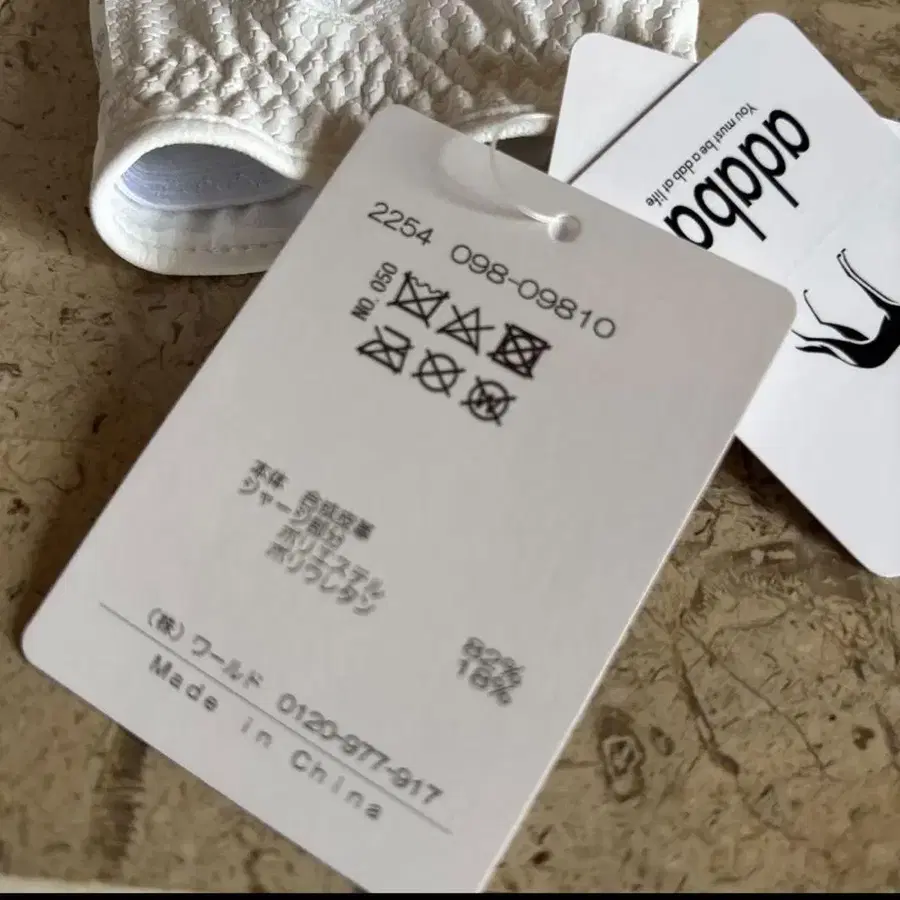 adaba
You must be a dab at life
2254 098-09810
NO. 050
W
本体 合成皮革
ジャージ部分
ポリエステル 82%
ポリウレタン 18%
(株) ワールド 0120-977-917
Made in China